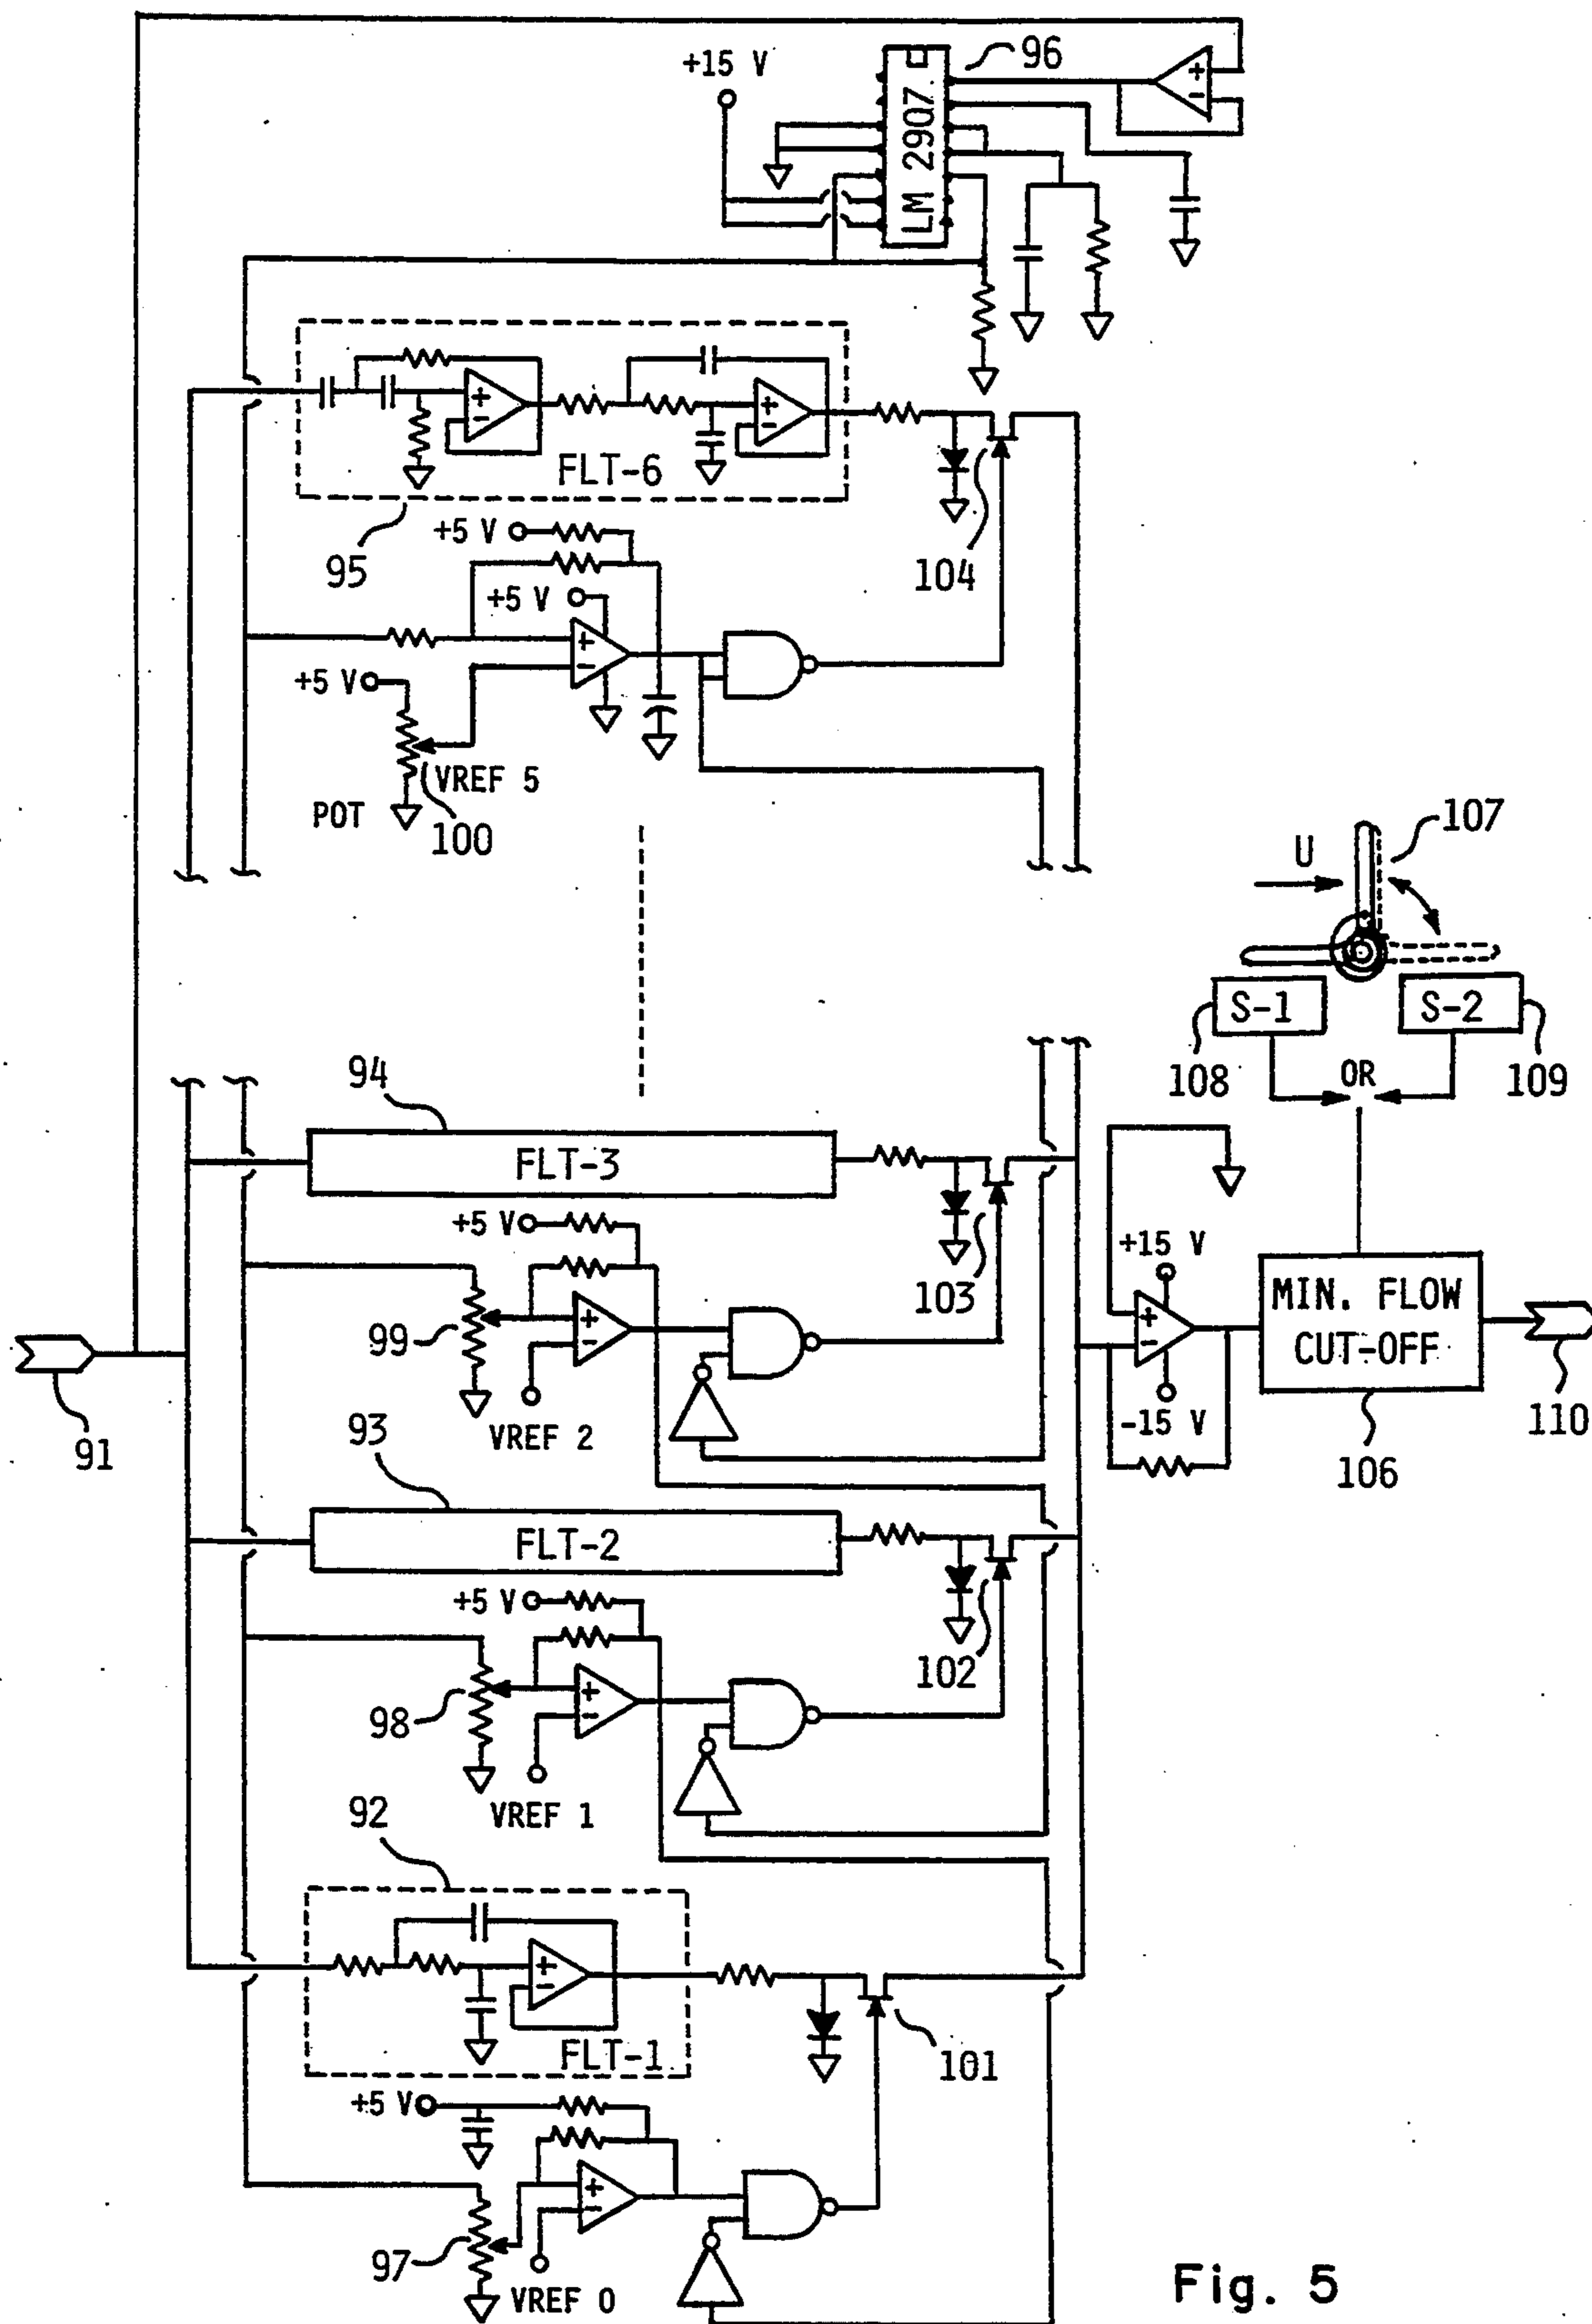 +15 V
96
LM 2907
+
-
+
-
+
-
FLT-6
95
+5 V
104
+5 V
+
-
+5 V
VREF 5
POT
100
107
U
S-1
S-2
108
OR
109
94
FLT-3
+5 V
103
+15 V
+
-
-15 V
MIN. FLOW
CUT-OFF
99
+
-
VREF 2
91
106
110
93
FLT-2
+5 V
102
98
+
-
VREF 1
92
+
-
FLT-1
101
+5 V
+
-
97
VREF 0
Fig. 5